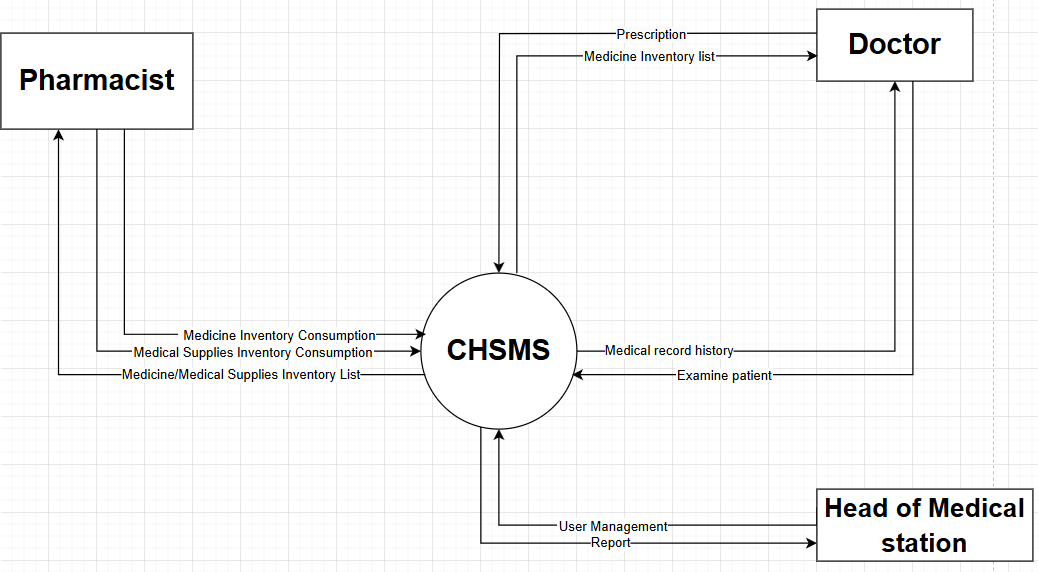 Prescription
Doctor
Medicine Inventory list
Pharmacist
Medicine Inventory Consumption
Medical Supplies Inventory Consumption
Medicine/Medical Supplies Inventory List
CHSMS
Medical record history
Examine patient
User Management
Report
Head of Medical
station